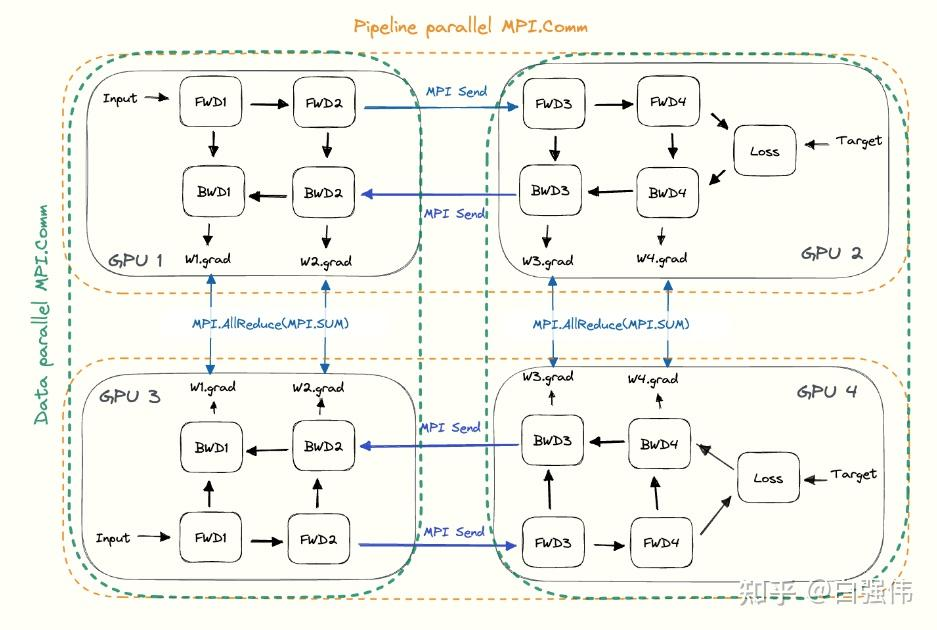 Pipeline parallel MPI.Comm
Data parallel MPI.Comm
Input
FWD1
FWD2
MPI Send
FWD3
FWD4
Loss
Target
BWD1
BWD2
MPI Send
BWD3
BWD4
GPU 1
W1.grad
W2.grad
W3.grad
W4.grad
GPU 2
MPI.AllReduce(MPI.SUM)
MPI.AllReduce(MPI.SUM)
GPU 3
W1.grad
W2.grad
W3.grad
W4.grad
GPU 4
BWD1
BWD2
MPI Send
BWD3
BWD4
Loss
Target
Input
FWD1
FWD2
MPI Send
FWD3
FWD4
知乎 @白强伟